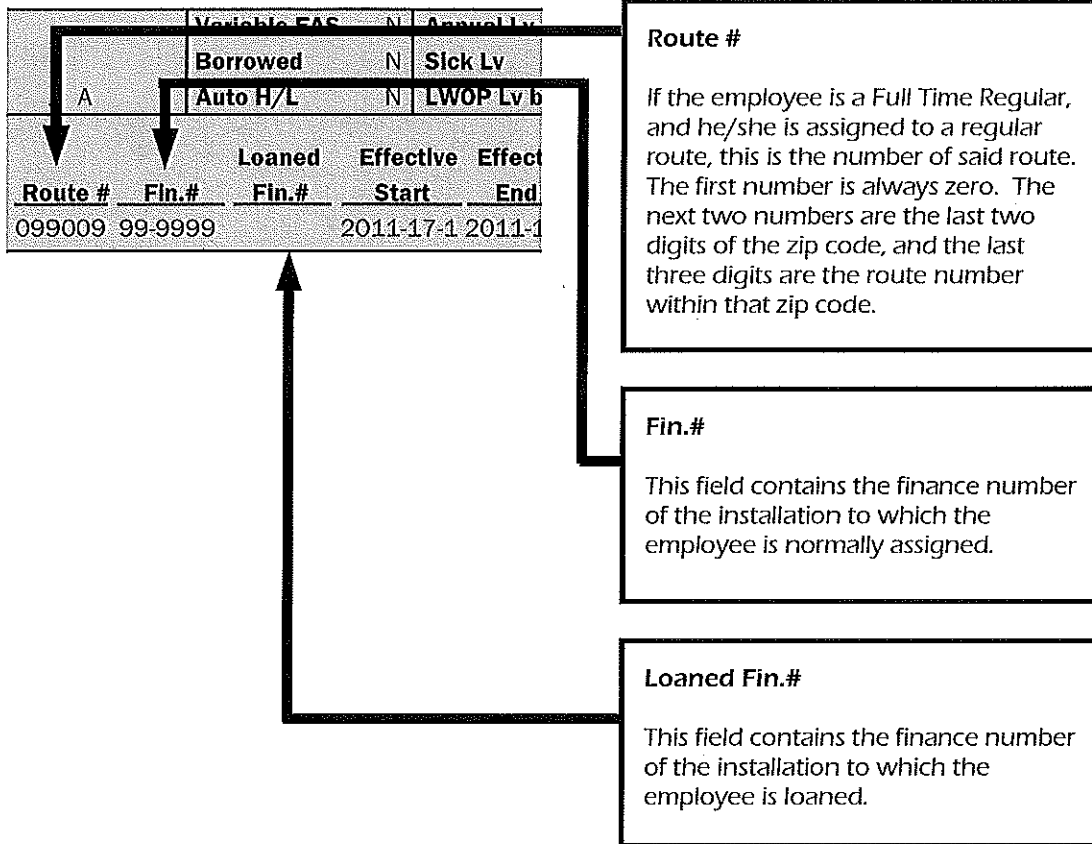 Variable EAS N Annual Lv
Borrowed N Sick Lv
A Auto H/L N LWOP Lv b
Loaned Effective Effect
Route # Fin.# Fin.# Start End
099009 99-9999 2011-17-1 2011-1
Route #
If the employee is a Full Time Regular,
and he/she is assigned to a regular
route, this is the number of said route.
The first number is always zero. The
next two numbers are the last two
digits of the zip code, and the last
three digits are the route number
within that zip code.
Fin.#
This field contains the finance number
of the installation to which the
employee is normally assigned.
Loaned Fin.#
This field contains the finance number
of the installation to which the
employee is loaned.